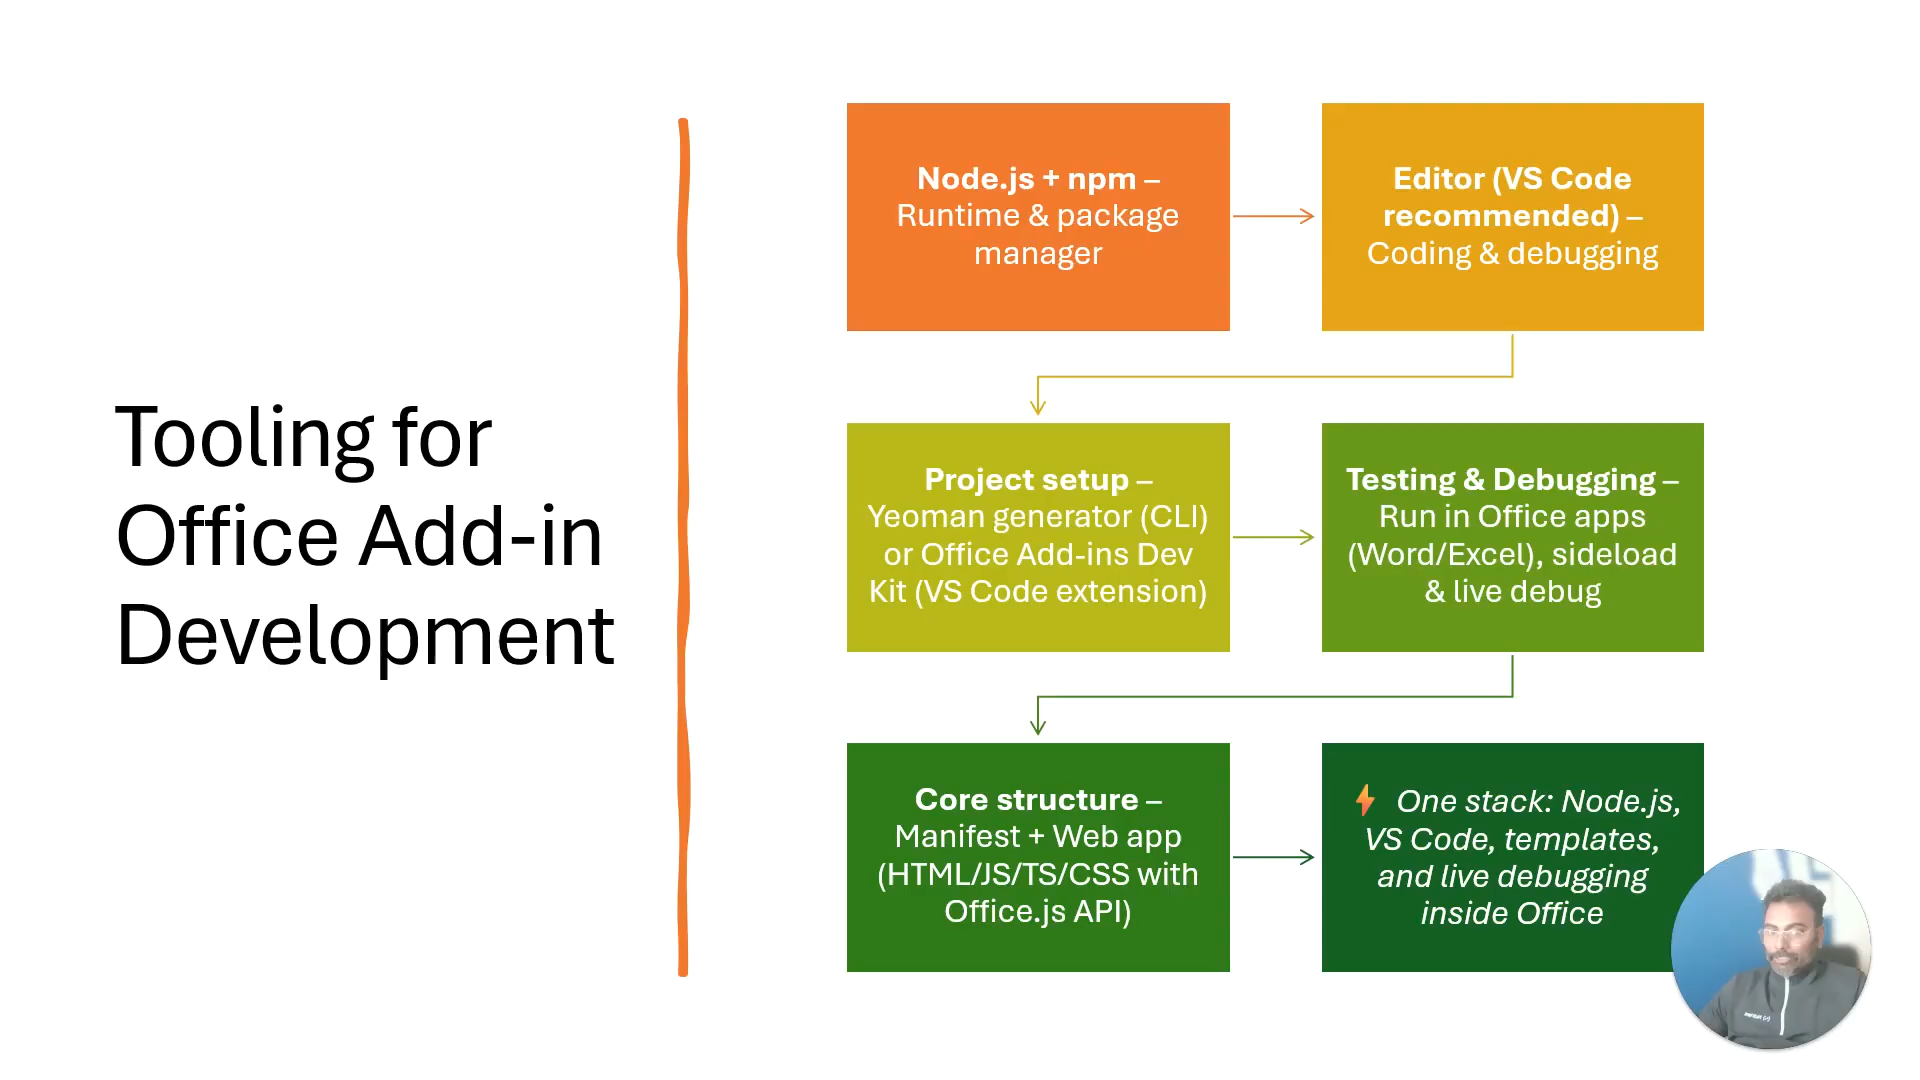 Tooling for
Office Add-in
Development
Node.js + npm –
Runtime & package
manager
Editor (VS Code
recommended) –
Coding & debugging
Project setup –
Yeoman generator (CLI)
or Office Add-ins Dev
Kit (VS Code extension)
Testing & Debugging –
Run in Office apps
(Word/Excel), sideload
& live debug
Core structure –
Manifest + Web app
(HTML/JS/TS/CSS with
Office.js API)
⚡ One stack: Node.js,
VS Code, templates,
and live debugging
inside Office